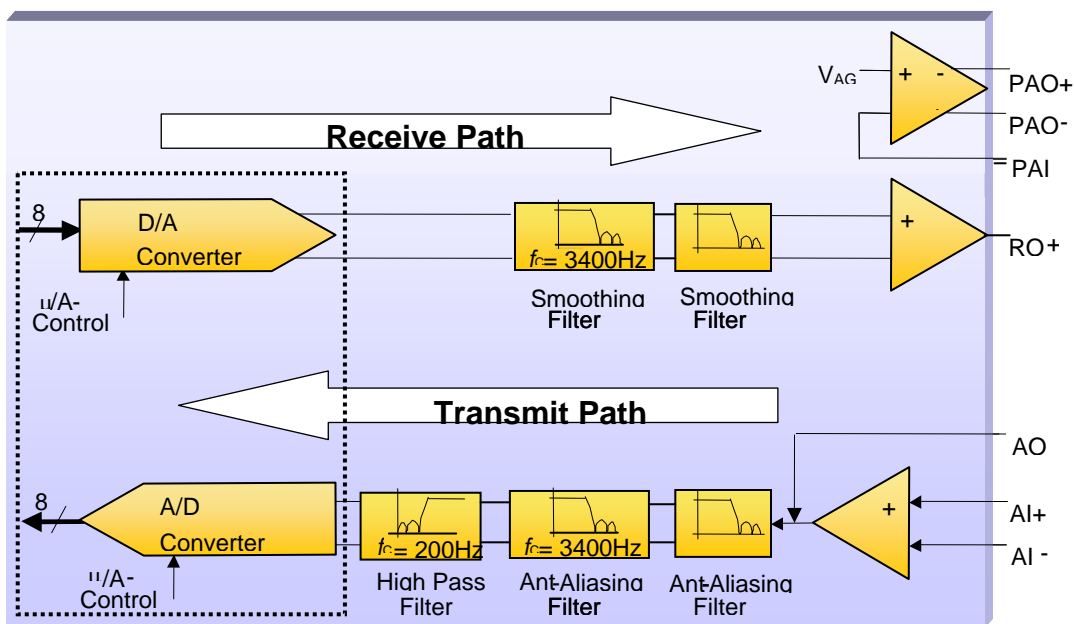 VAG
+ -
PAO+
-
PAO-
PAI
Receive Path
8
D/A
Converter
μ/A-
Control
fc= 3400Hz
Smoothing
Filter
Smoothing
Filter
+
RO+
Transmit Path
8
A/D
Converter
μ/A-
Control
fc= 200Hz
High Pass
Filter
fc= 3400Hz
Ant-Aliasing
Filter
Ant-Aliasing
Filter
AO
+
AI+
AI -